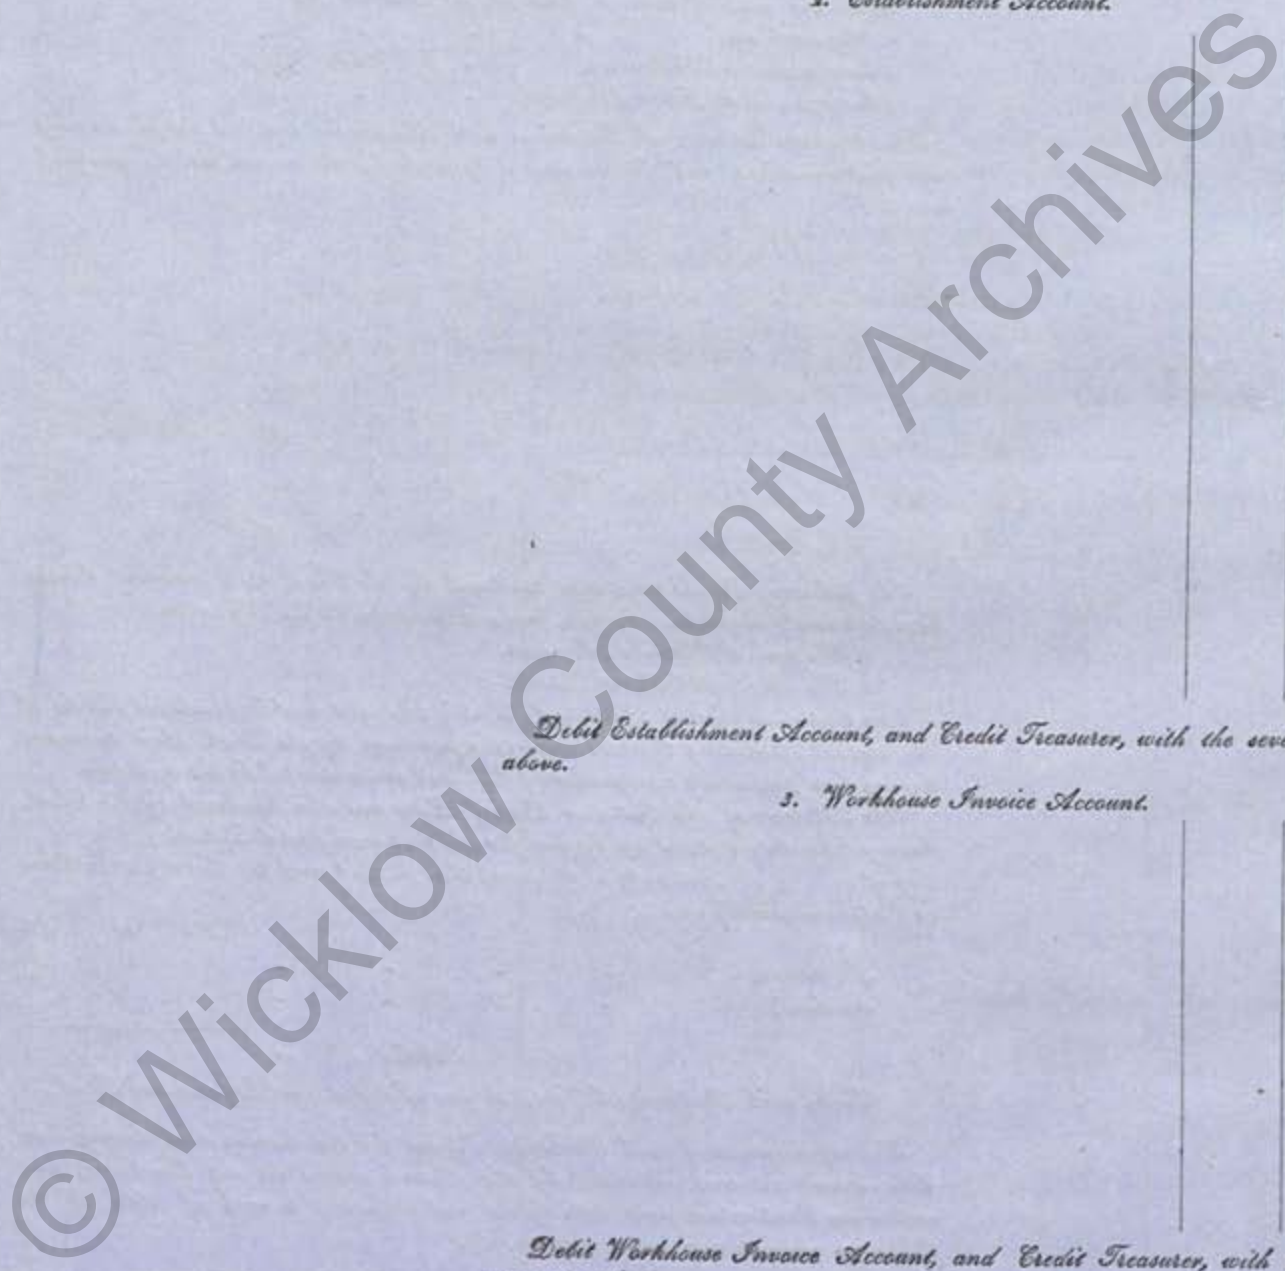 2. Establishment Account.
Debit Establishment Account, and Credit Treasurer, with the
above.
3. Workhouse Invoice Account.
Debit Workhouse Invoice Account, and Credit Treasurer, with
© Wicklow County Archives